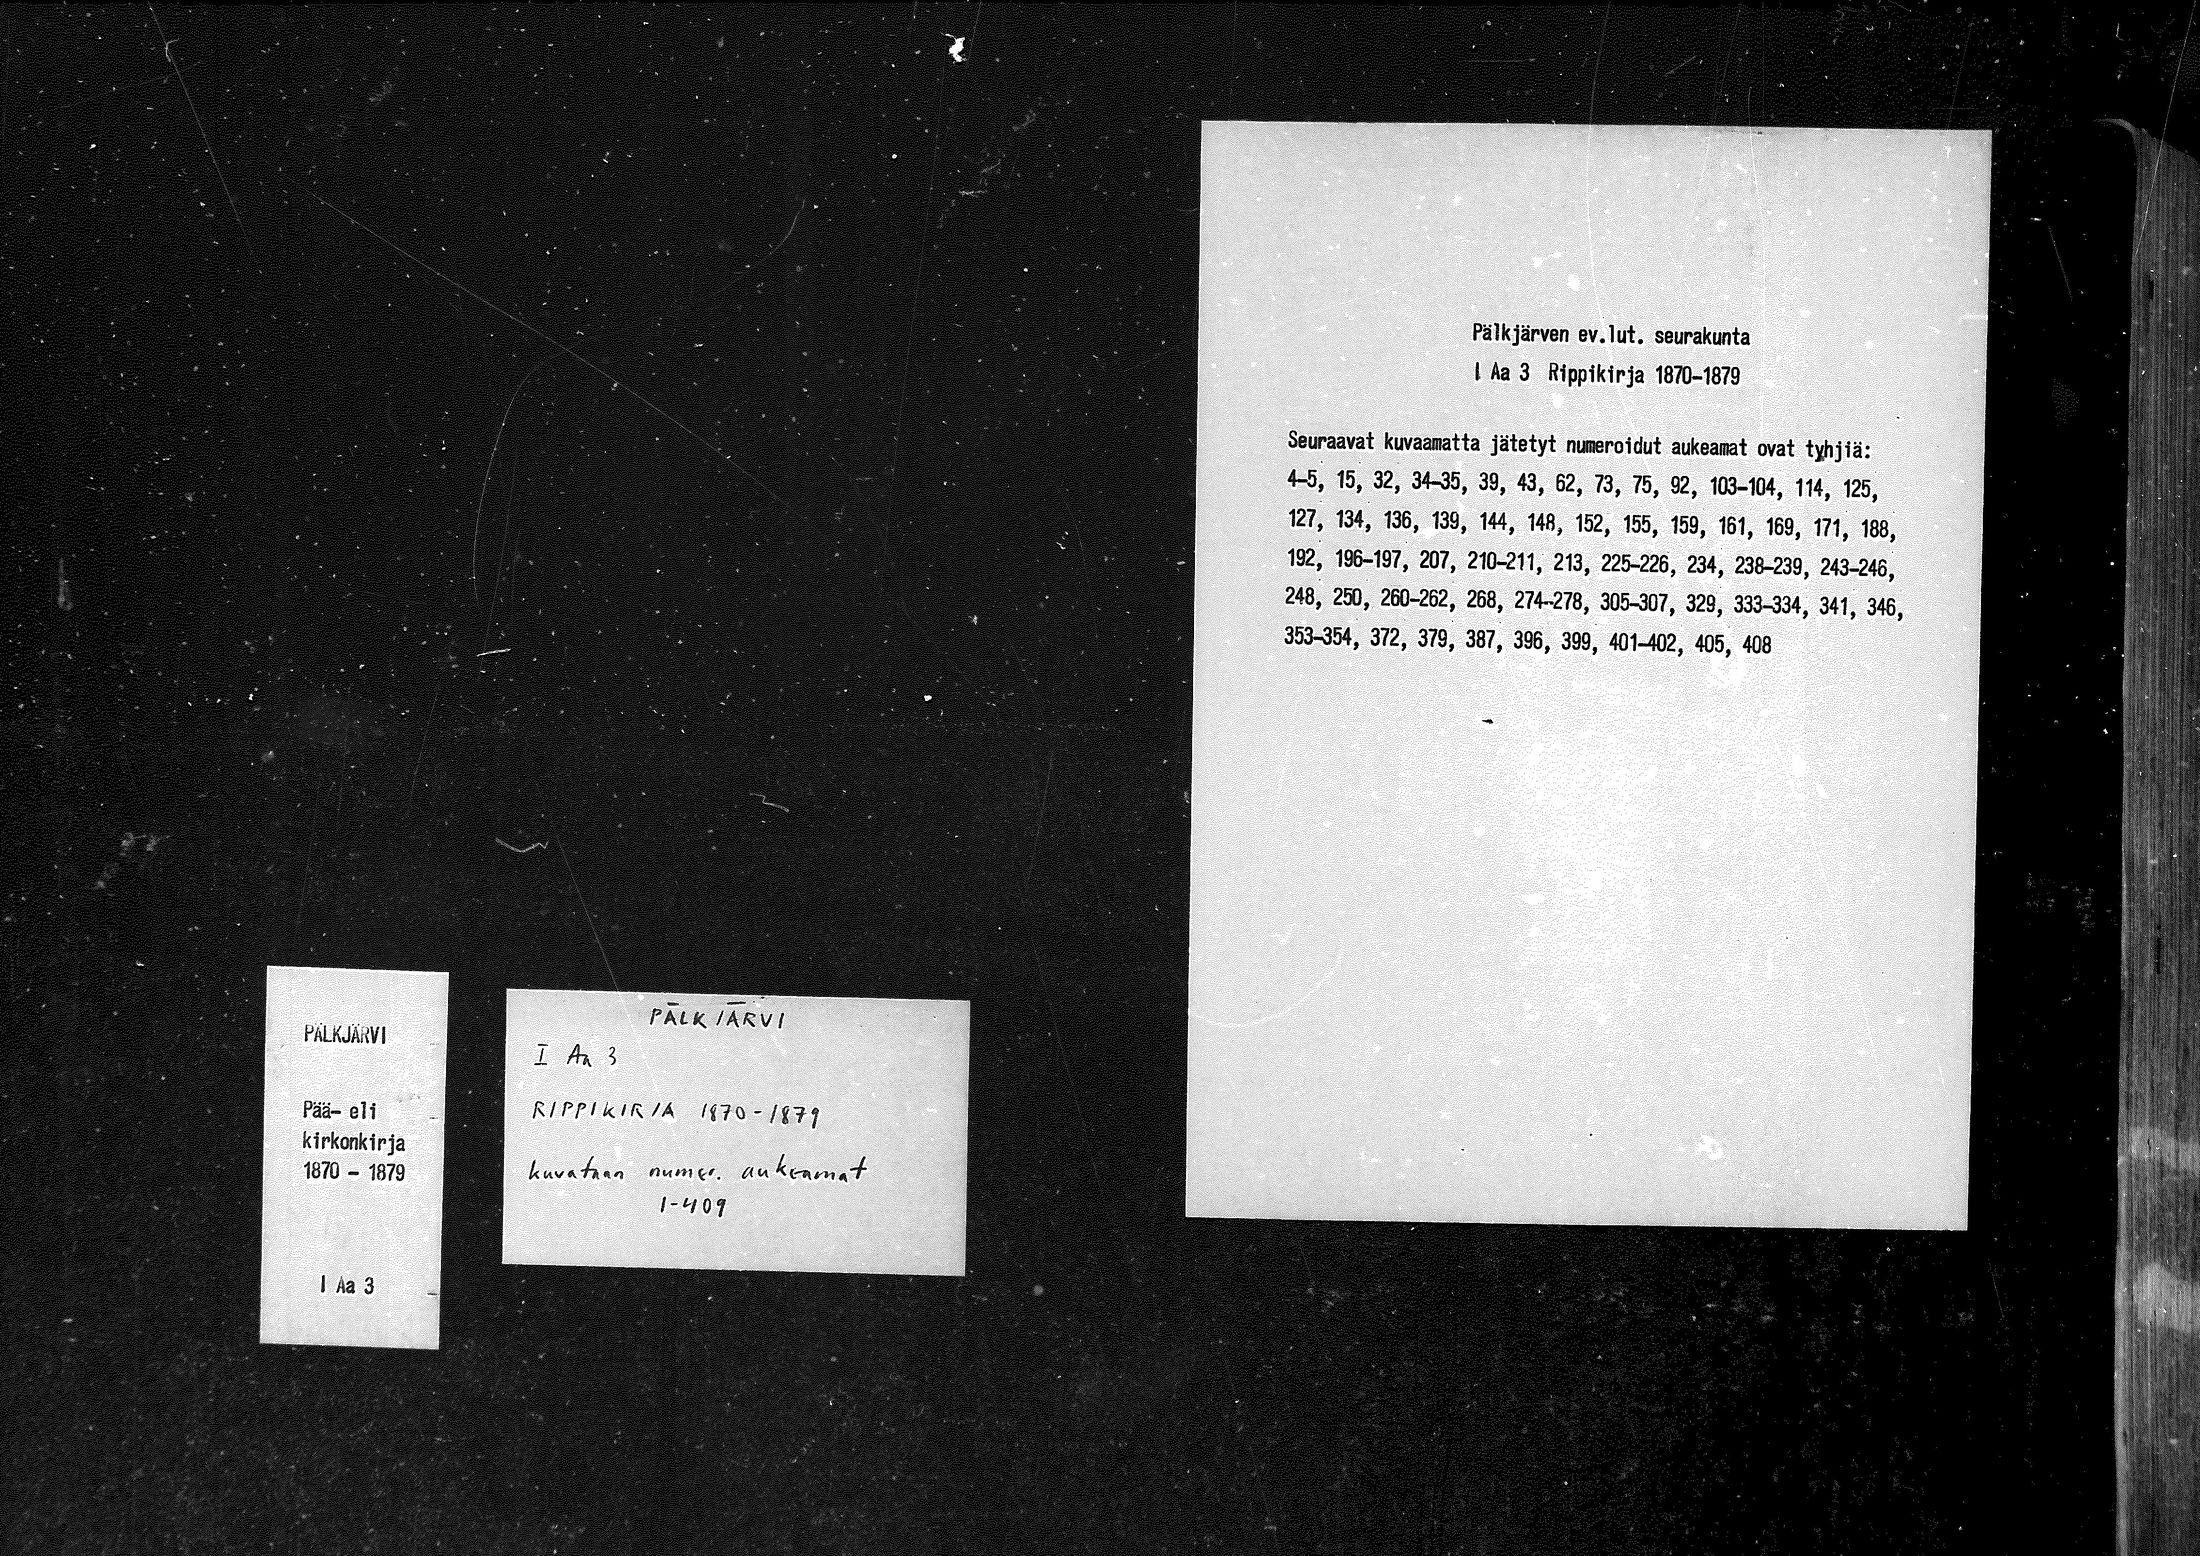 PÄLKJÄRVI
Pää- eli
kirkonkirja
1870 - 1879
I Aa 3
PÄLKJÄRVI
I Aa 3
RIPPIKIRJA 1870-1879
kuvataan numer. aukeamat
1-409
Pälkjärven ev.lut. seurakunta
I Aa 3 Rippikirja 1870-1879
Seuraavat kuvaamatta jätetyt numeroidut aukeamat ovat tyhjiä:
4-5, 15, 32, 34-35, 39, 43, 62, 73, 75, 92, 103-104, 114, 125,
127, 134, 136, 139, 144, 148, 152, 155, 159, 161, 169, 171, 188,
192, 196-197, 207, 210-211, 213, 225-226, 234, 238-239, 243-246,
248, 250, 260-262, 268, 274-278, 305-307, 329, 333-334, 341, 346,
353-354, 372, 379, 387, 396, 399, 401-402, 405, 408